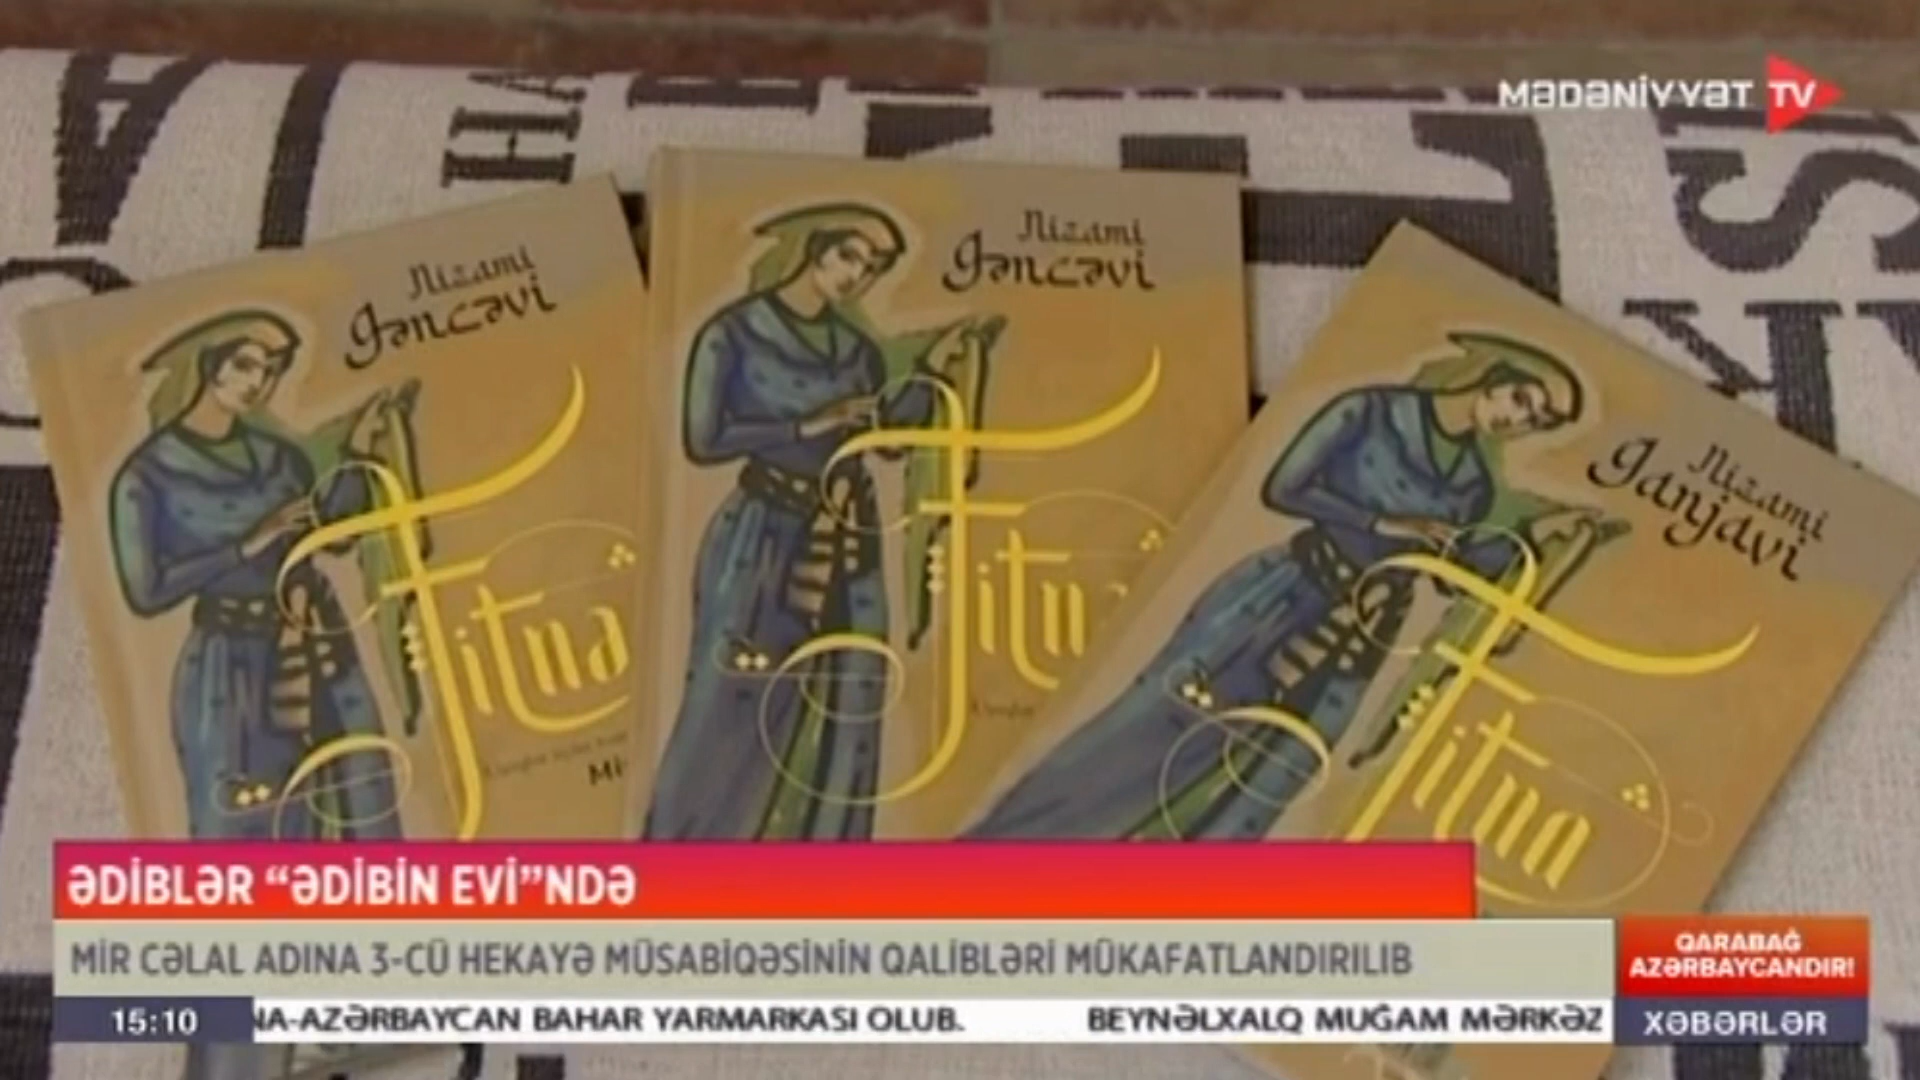 MƏDƏNİYYƏT TV
Nizami
Gəncəvi
Fitnə
Nizami
Gəncəvi
Fitn
Nizami
Ganjavi
Fitna
ƏDİBLƏR “ƏDİBİN EVİ”NDƏ
MİR CƏLAL ADINA 3-CÜ HEKAYƏ MÜSABİQƏSİNİN QALİBLƏRİ MÜKAFATLANDIRILIB
QARABAĞ
AZƏRBAYCANDIR!
15:10
NA-AZƏRBAYCAN BAHAR YARMARKASI OLUB. BEYNƏLXALQ MUĞAM MƏRKƏZ
XƏBƏRLƏR